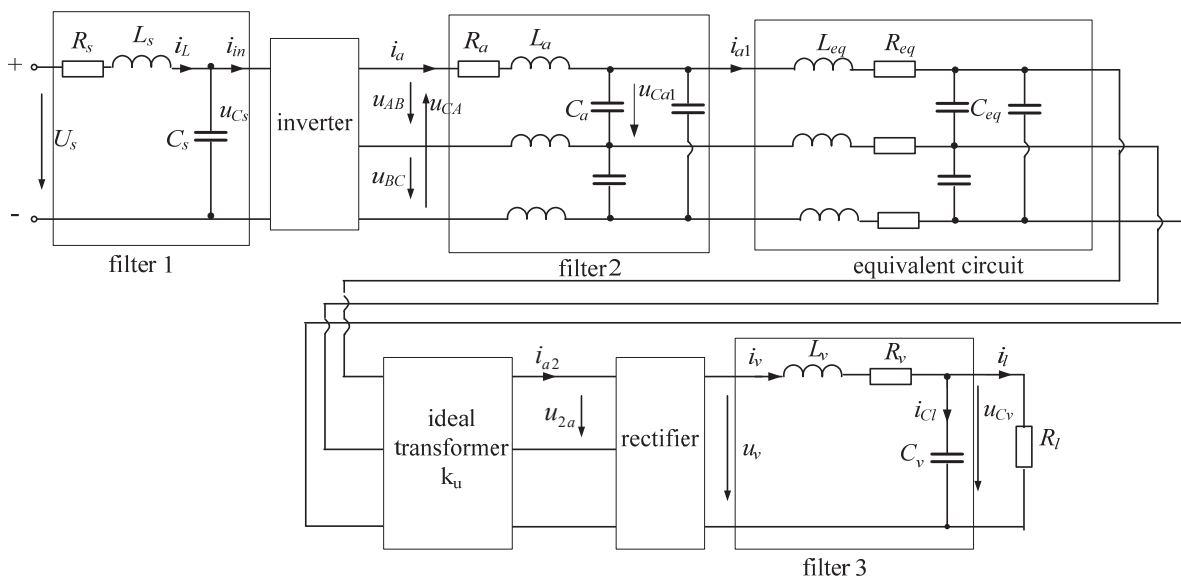 R_s L_s i_L i_in
i_a R_a L_a i_a1 L_eq R_eq
+
U_s
u_Cs
C_s
inverter
u_AB u_CA
C_a u_Ca1
C_eq
u_BC
-
filter 1
filter 2
equivalent circuit
ideal
transformer
k_u
i_a2
u_2a
rectifier
i_v L_v R_v i_l
u_v
i_Cl u_Cv
C_v
R_l
filter 3